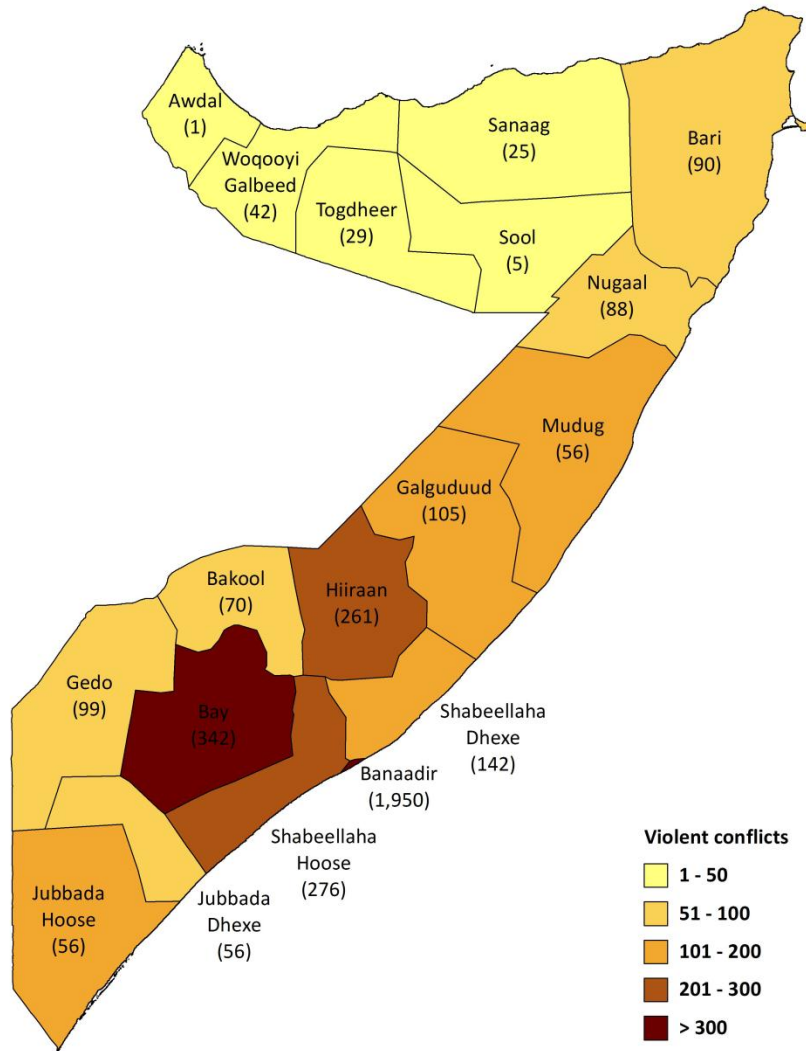 Awdal
(1)
Woqooyi
Galbeed
(42)
Togdheer
(29)
Sanaag
(25)
Sool
(5)
Bari
(90)
Nugaal
(88)
Mudug
(56)
Galguduud
(105)
Hiiraan
(261)
Bakool
(70)
Gedo
(99)
Bay
(342)
Shabeellaha
Dhexe
(142)
Banaadir
(1,950)
Shabeellaha
Hoose
(276)
Jubbada
Dhexe
(56)
Jubbada
Hoose
(56)
Violent conflicts
1 - 50
51 - 100
101 - 200
201 - 300
> 300